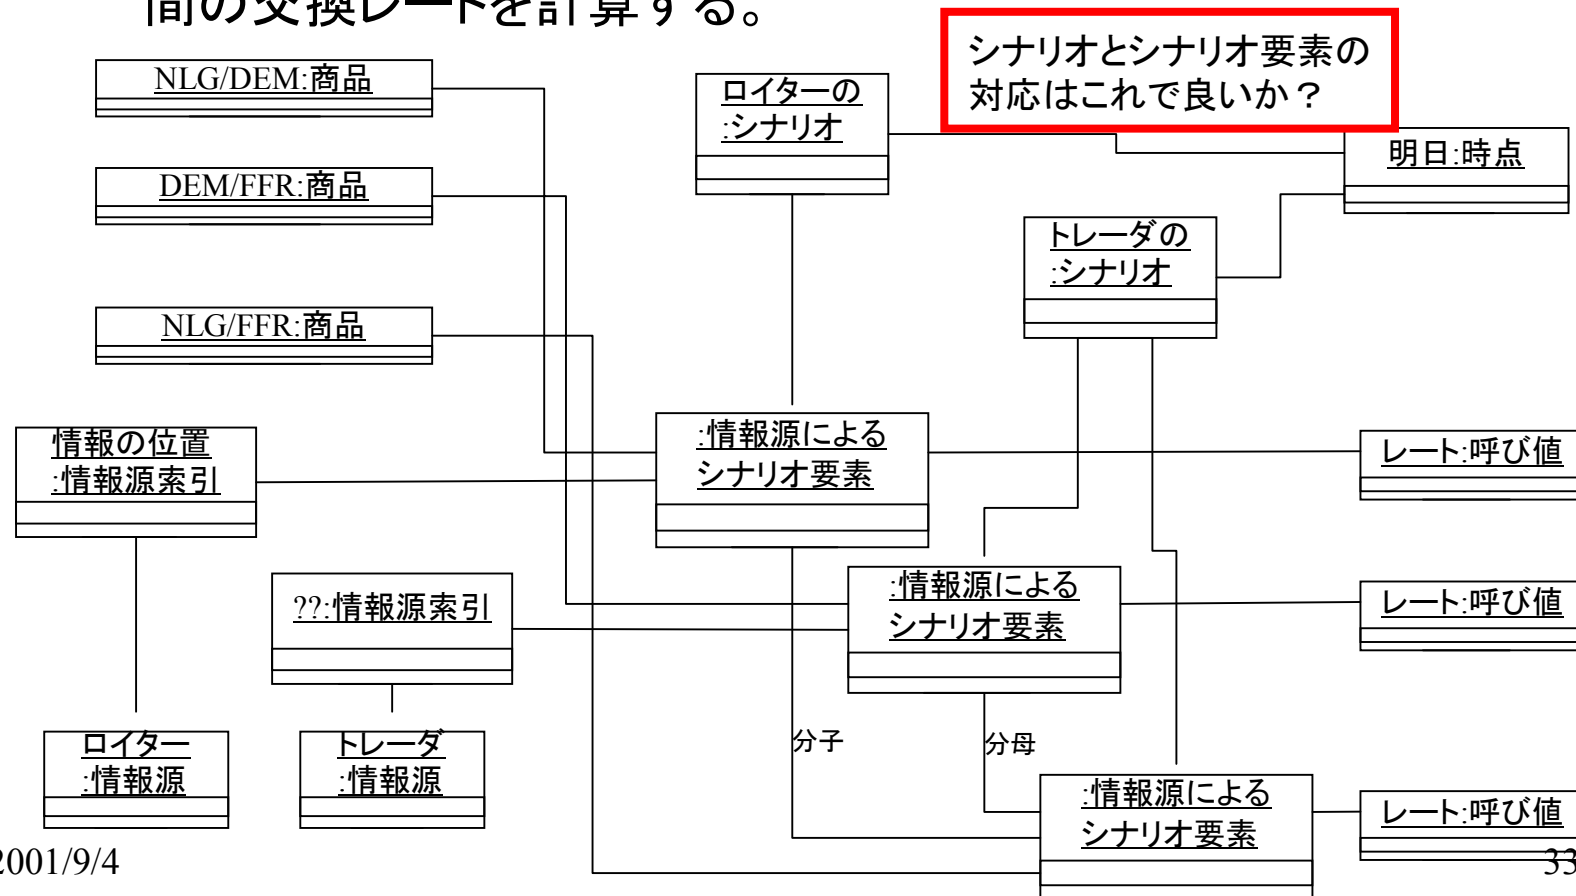 間の交換レートを計算する。
シナリオとシナリオ要素の
対応はこれで良いか？
NLG/DEM:商品
ロイターの
:シナリオ
明日:時点
DEM/FFR:商品
トレーダの
:シナリオ
NLG/FFR:商品
情報の位置
:情報源索引
:情報源による
シナリオ要素
レート:呼び値
??:情報源索引
:情報源による
シナリオ要素
レート:呼び値
ロイター
:情報源
トレーダ
:情報源
分子
分母
:情報源による
シナリオ要素
レート:呼び値
2001/9/4
33